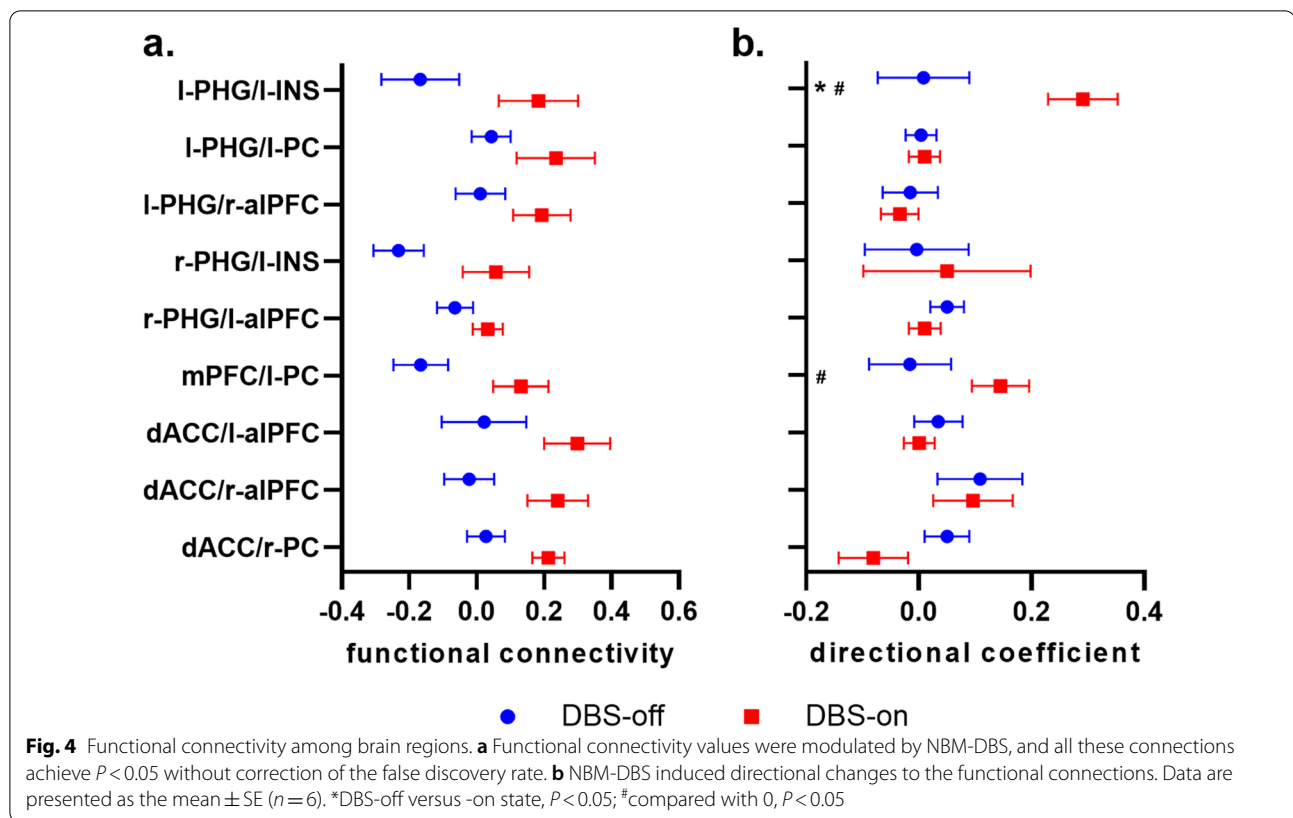 a.
b.
l-PHG/l-INS
l-PHG/l-PC
l-PHG/r-alPFC
r-PHG/l-INS
r-PHG/l-alPFC
mPFC/l-PC
dACC/l-alPFC
dACC/r-alPFC
dACC/r-PC
-0.4 -0.2 0.0 0.2 0.4 0.6
functional connectivity
* #
#
-0.2 0.0 0.2 0.4
directional coefficient
DBS-off DBS-on
Fig. 4 Functional connectivity among brain regions. a Functional connectivity values were modulated by NBM-DBS, and all these connections
achieve P < 0.05 without correction of the false discovery rate. b NBM-DBS induced directional changes to the functional connections. Data are
presented as the mean ± SE (n = 6). *DBS-off versus -on state, P < 0.05; #compared with 0, P < 0.05